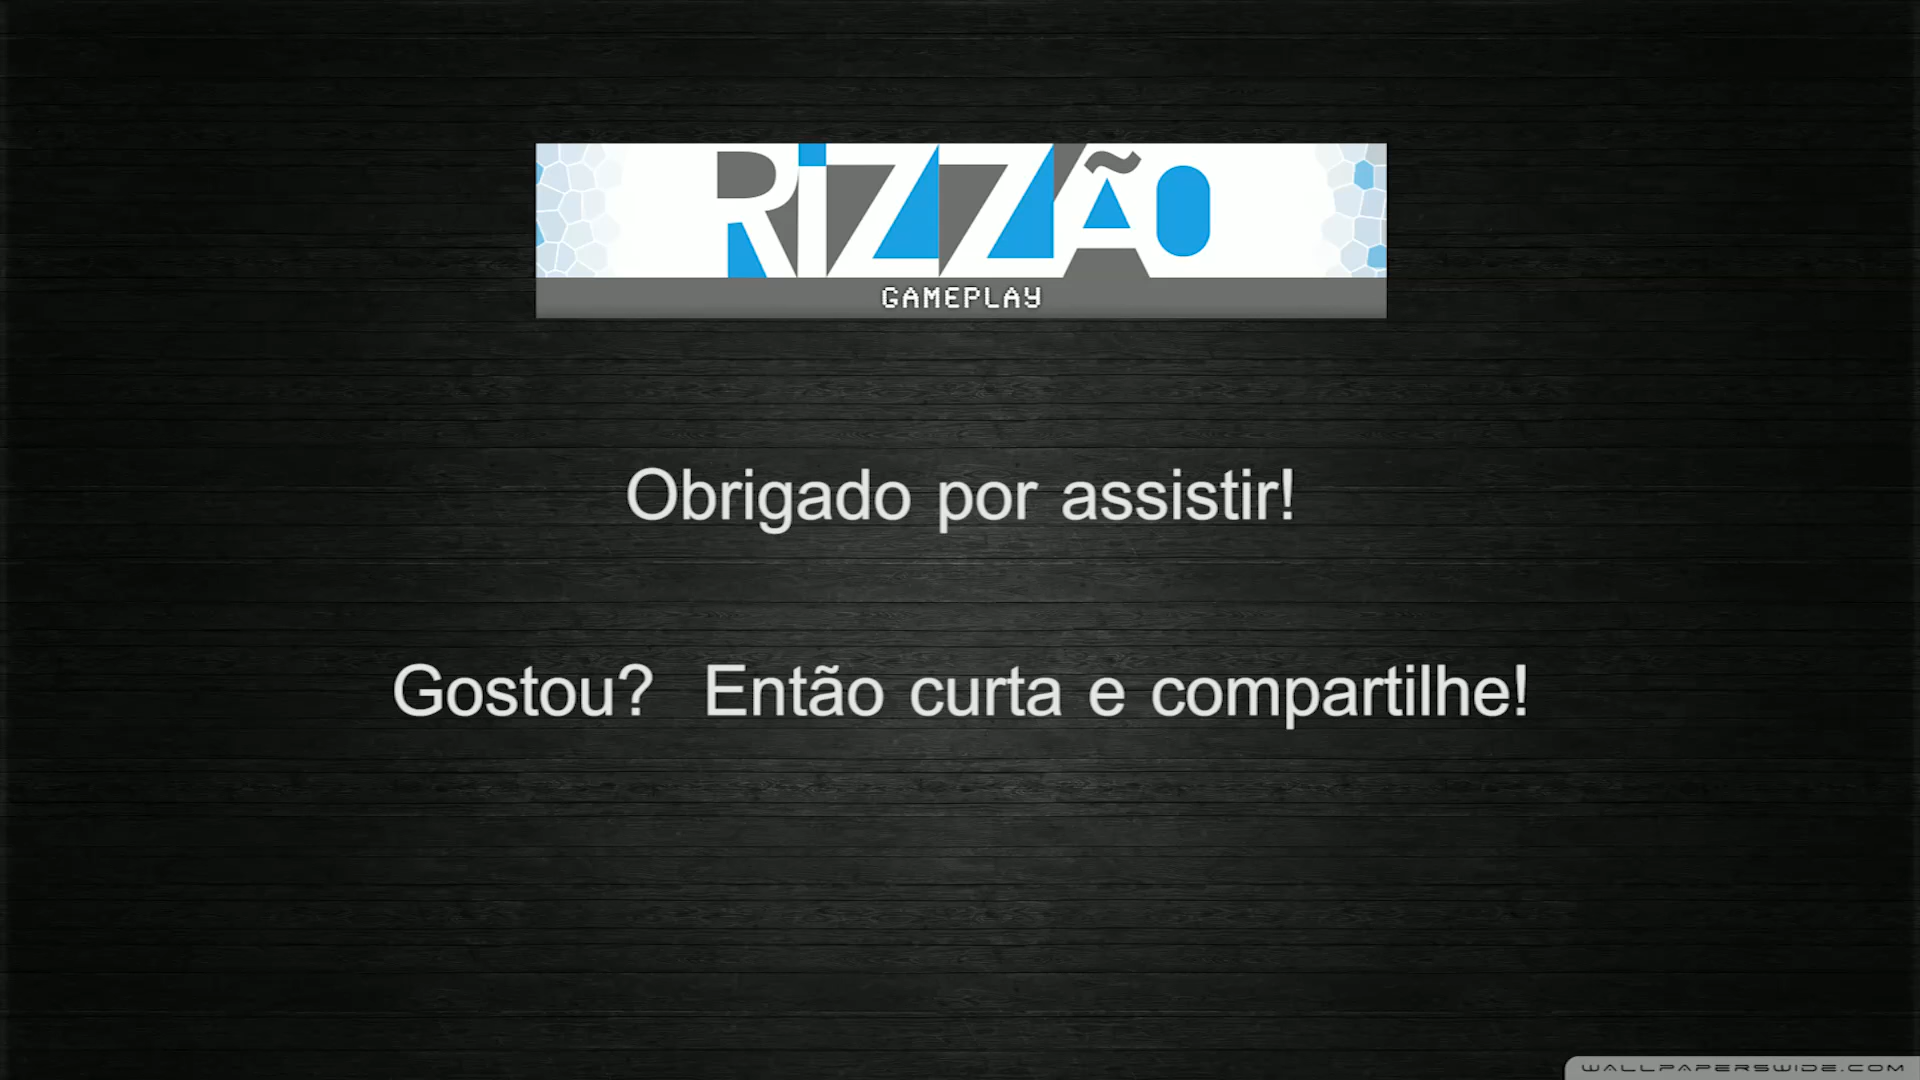 RiZZÃO
GAMEPLAY
Obrigado por assistir!
Gostou? Então curta e compartilhe!
WALLPAPERSWIDE.COM